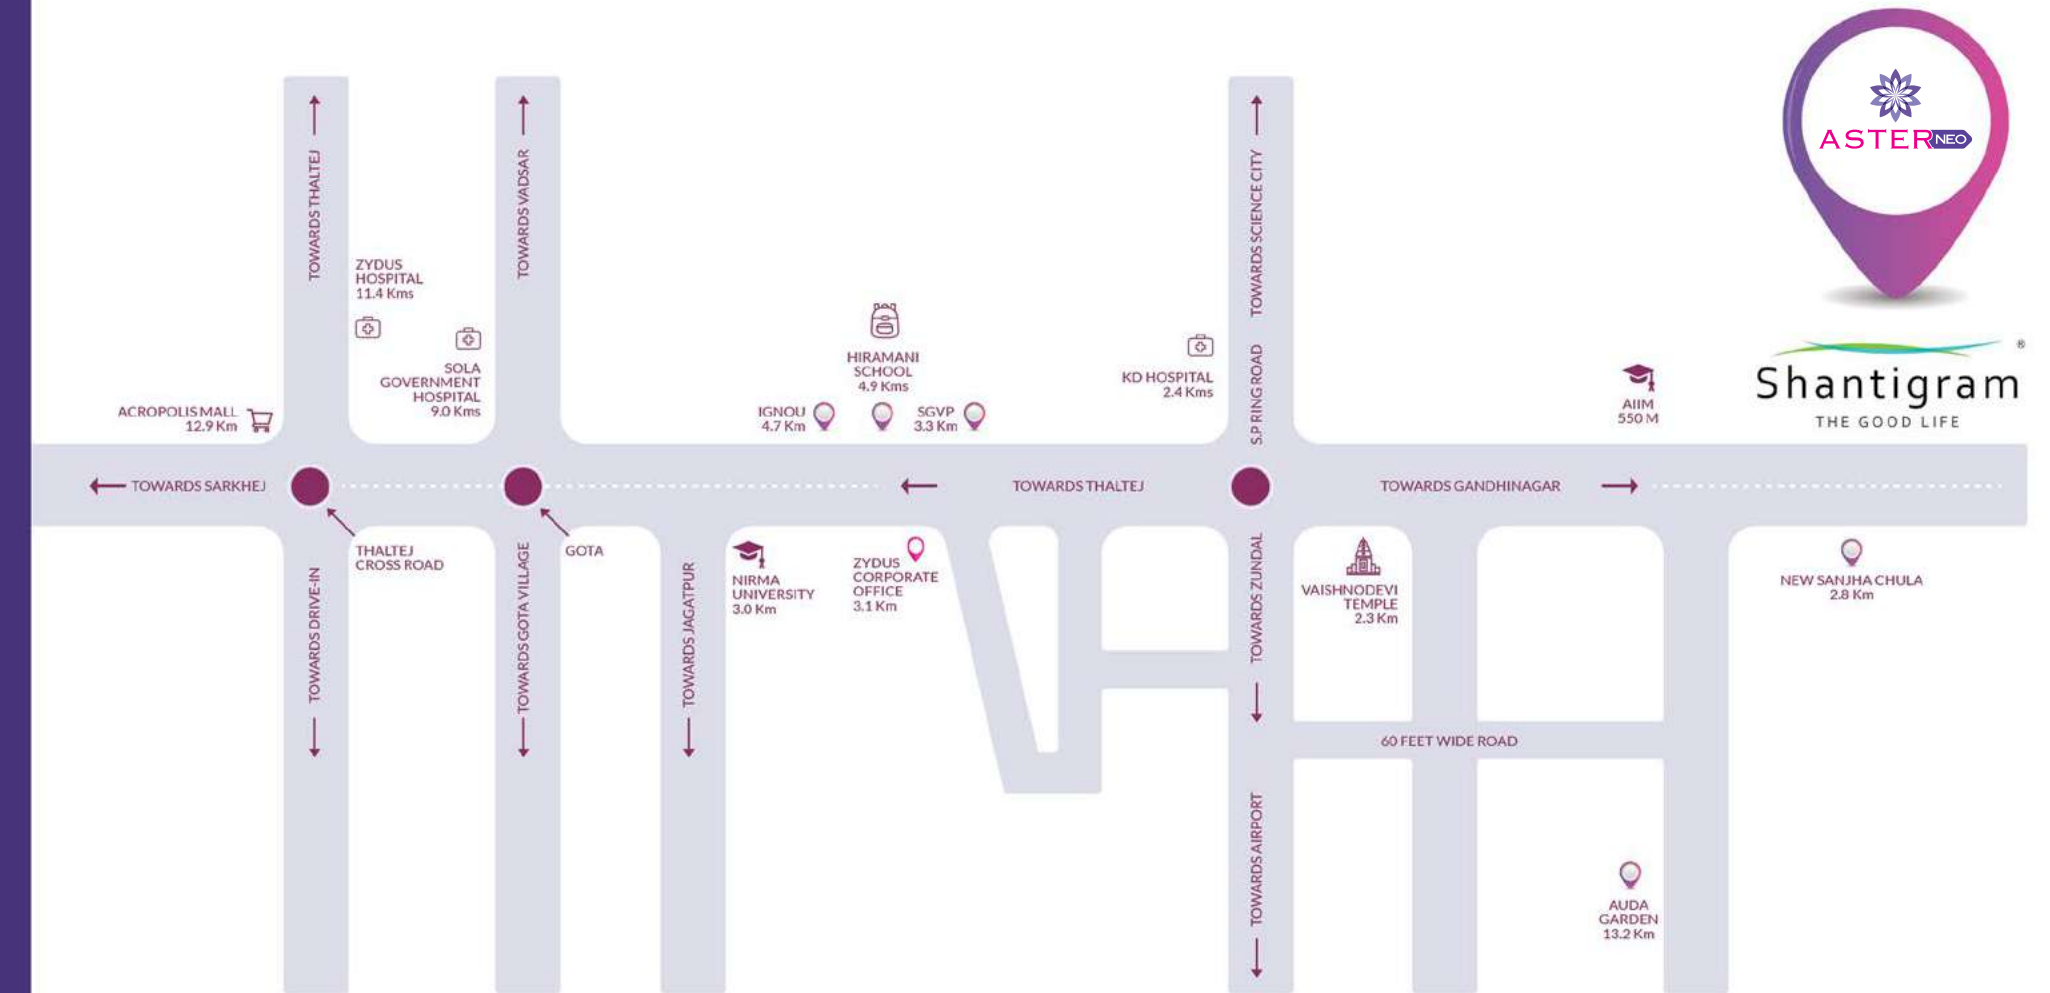 ASTER NEO
Shantigram ®
THE GOOD LIFE
TOWARDS THALTEJ
TOWARDS VADSAR
TOWARDS SCIENCE CITY
S.P RING ROAD
ZYDUS
HOSPITAL
11.4 Kms
SOLA
GOVERNMENT
HOSPITAL
9.0 Kms
ACROPOLIS MALL
12.9 Km
HIRAMANI
SCHOOL
4.9 Kms
IGNOU
4.7 Km
SGVP
3.3 Km
KD HOSPITAL
2.4 Kms
AIIM
550 M
TOWARDS SARKHEJ
TOWARDS THALTEJ
TOWARDS GANDHINAGAR
THALTEJ
CROSS ROAD
GOTA
TOWARDS DRIVE-IN
TOWARDS GOTA VILLAGE
TOWARDS JAGATPUR
NIRMA
UNIVERSITY
3.0 Km
ZYDUS
CORPORATE
OFFICE
3.1 Km
TOWARDS ZUNDAL
VAISHNODEVI
TEMPLE
2.3 Km
NEW SANJHA CHULA
2.8 Km
60 FEET WIDE ROAD
TOWARDS AIRPORT
AUDA
GARDEN
13.2 Km